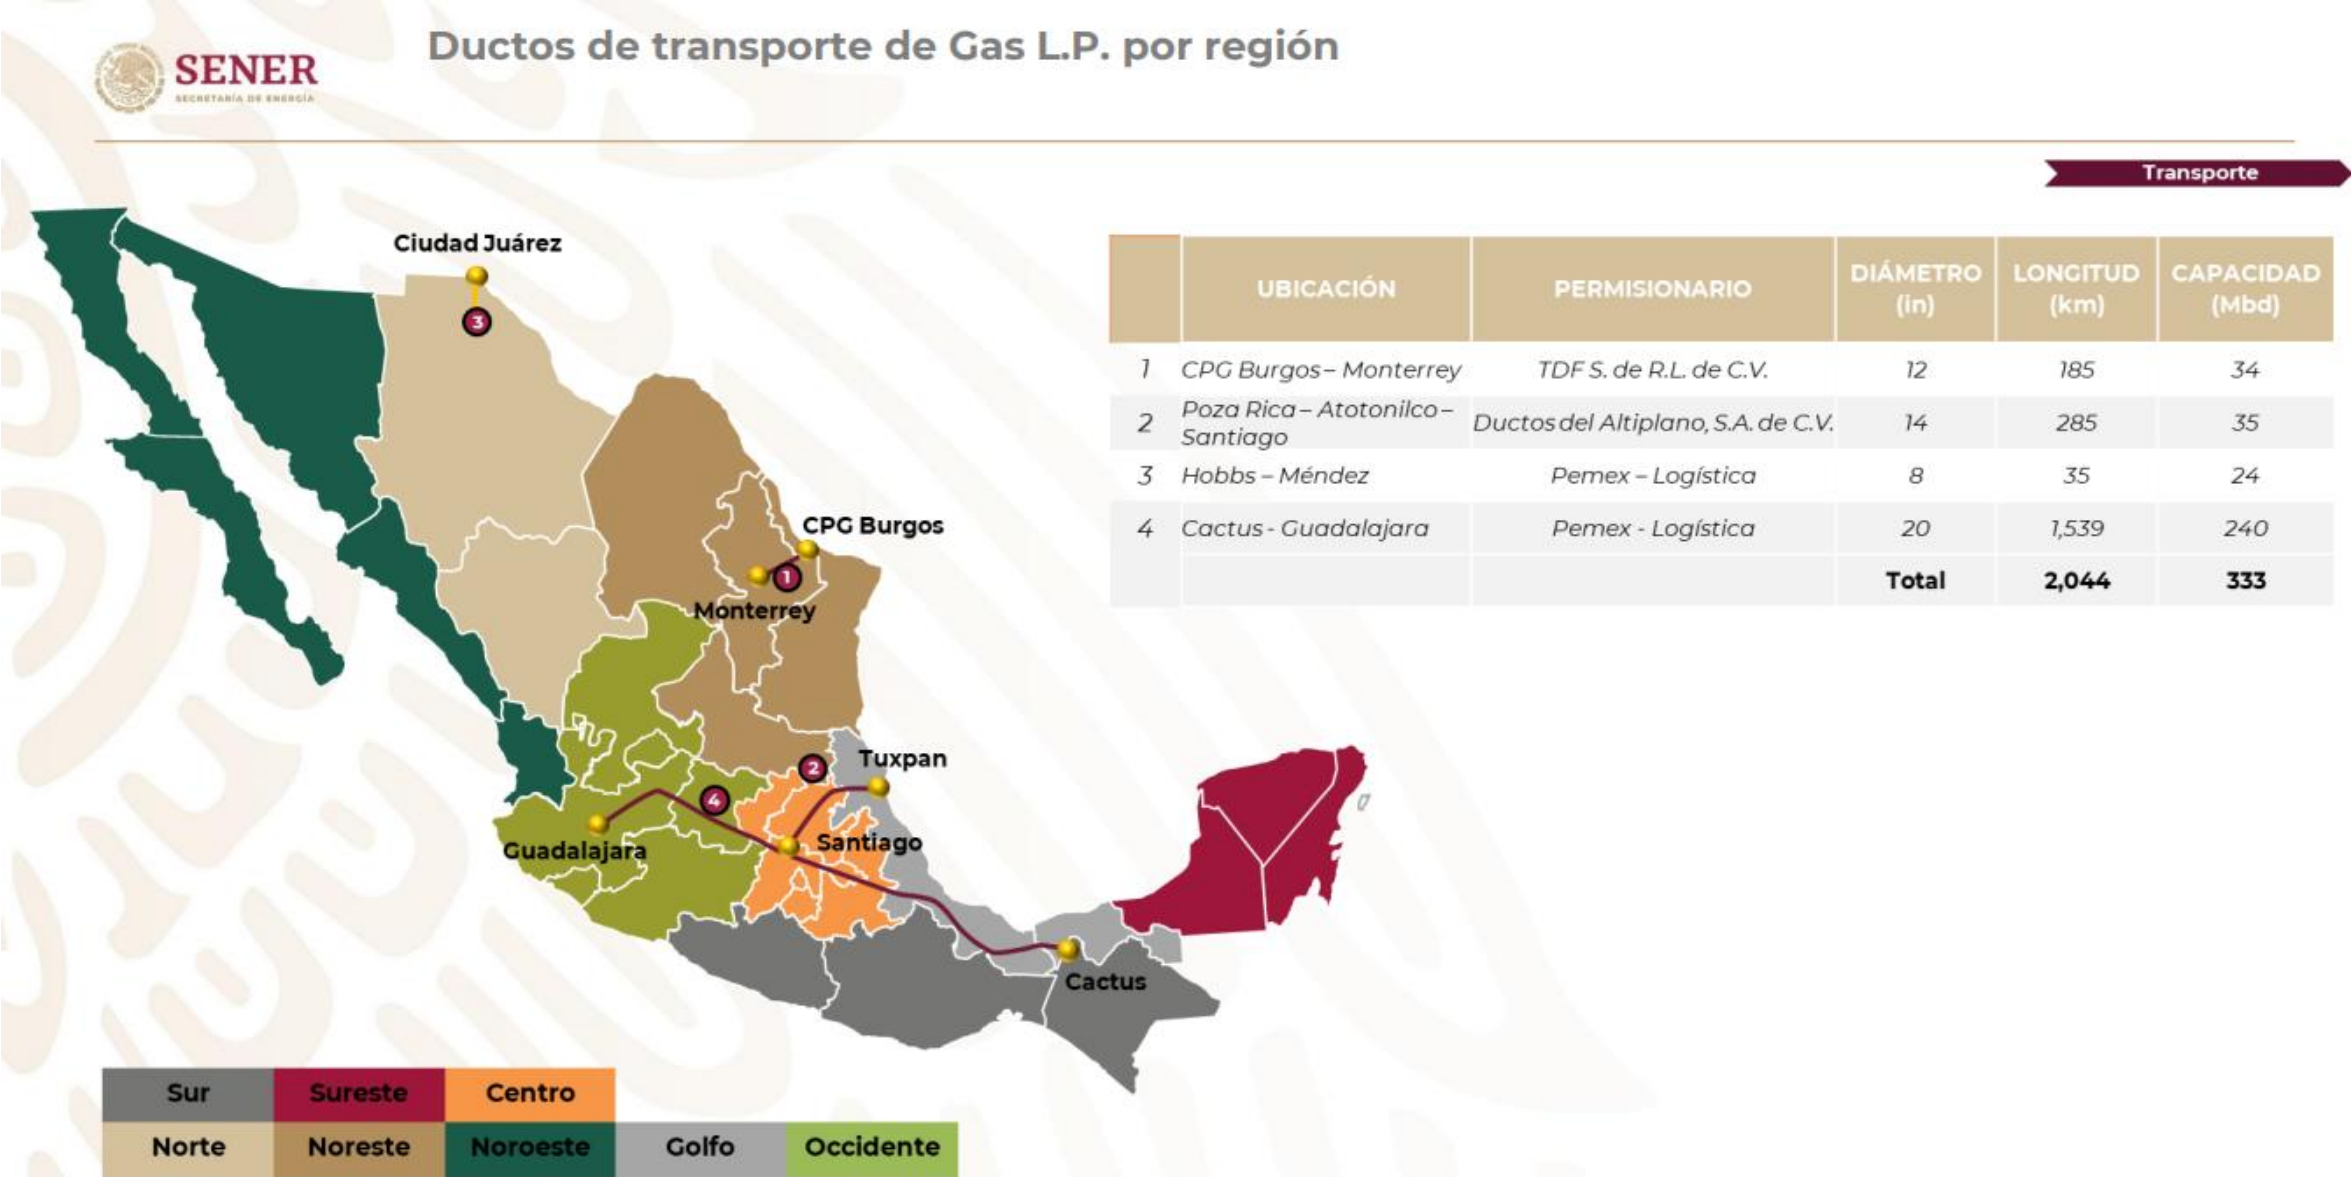 Ductos de transporte de Gas L.P. por región
SENER
SECRETARÍA DE ENERGÍA
Transporte
UBICACIÓN PERMISIONARIO DIÁMETRO (in) LONGITUD (km) CAPACIDAD (Mbd)
1 CPG Burgos – Monterrey TDF S. de R.L. de C.V. 12 185 34
2 Poza Rica – Atotonilco – Santiago Ductos del Altiplano, S.A. de C.V. 14 285 35
3 Hobbs – Méndez Pemex – Logística 8 35 24
4 Cactus - Guadalajara Pemex - Logística 20 1,539 240
Total 2,044 333
Ciudad Juárez
3
CPG Burgos
1
Monterrey
2
Tuxpan
4
Santiago
Guadalajara
Cactus
Sur Sureste Centro
Norte Noreste Noroeste Golfo Occidente